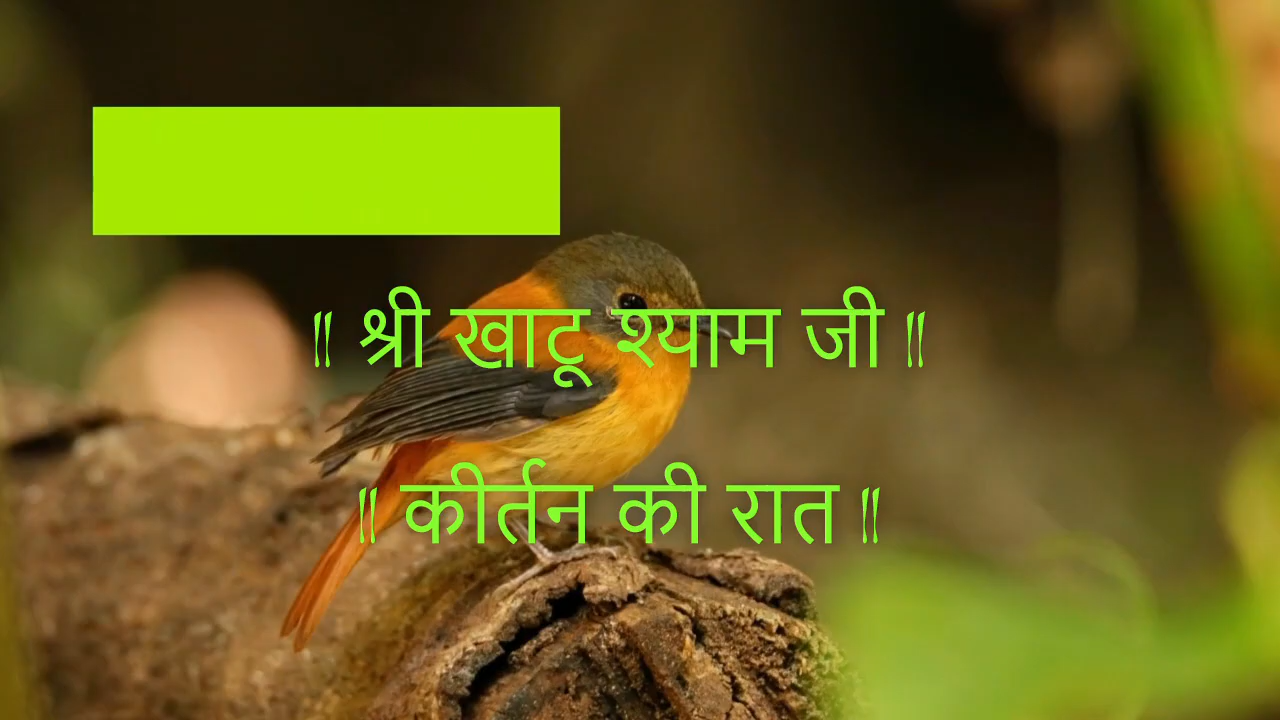 ॥ श्री खाटू श्याम जी ॥
॥ कीर्तन की रात ॥